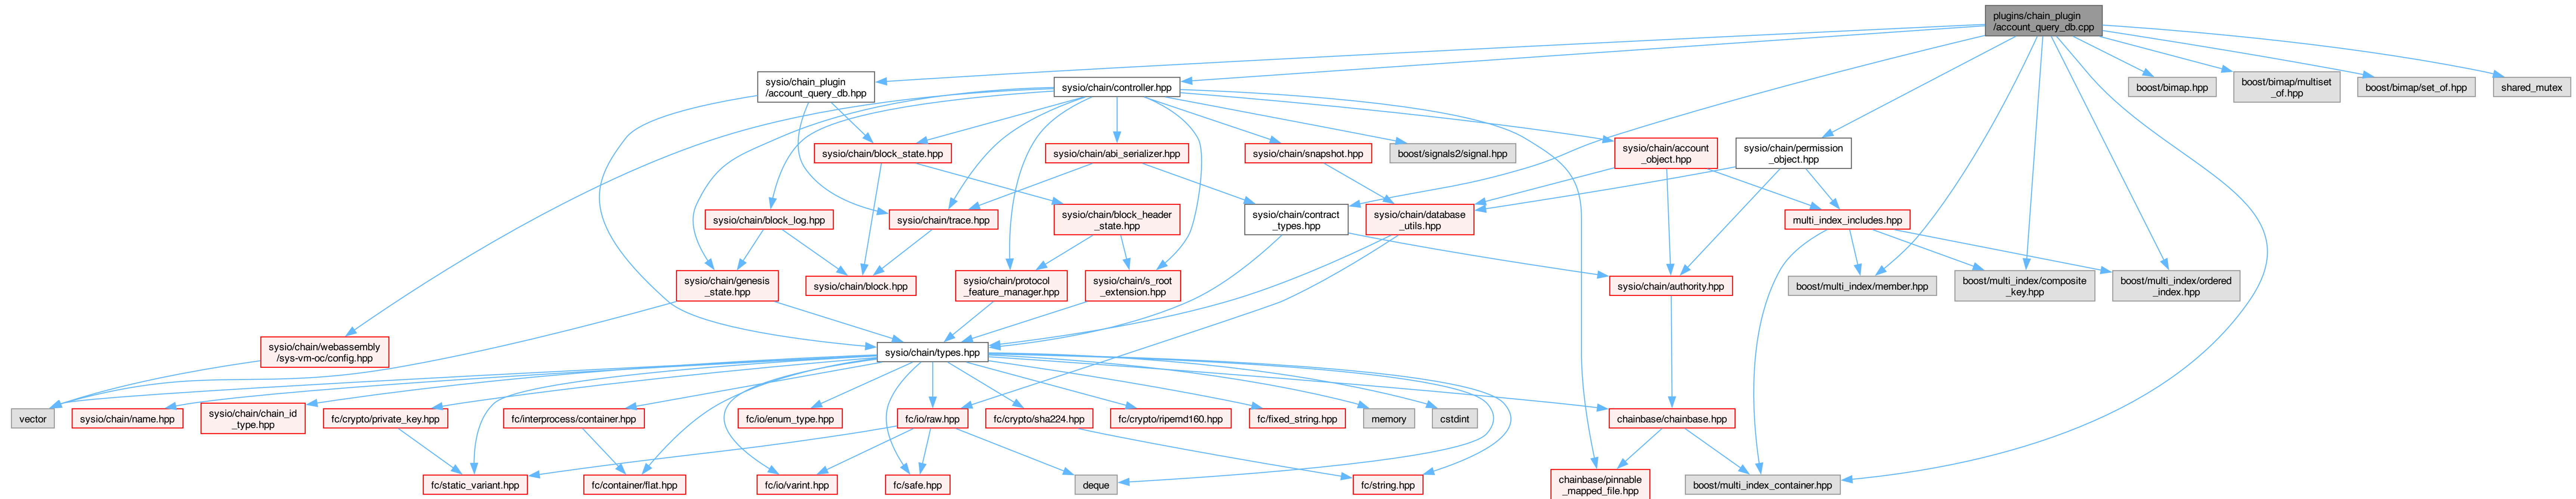 plugins/chain_plugin
/account_query_db.cpp
sysio/chain_plugin
/account_query_db.hpp
sysio/chain/controller.hpp
boost/bimap.hpp
boost/bimap/multiset
_of.hpp
boost/bimap/set_of.hpp
shared_mutex
sysio/chain/block_state.hpp
sysio/chain/abi_serializer.hpp
sysio/chain/snapshot.hpp
boost/signals2/signal.hpp
sysio/chain/account
_object.hpp
sysio/chain/permission
_object.hpp
sysio/chain/block_log.hpp
sysio/chain/trace.hpp
sysio/chain/block_header
_state.hpp
sysio/chain/contract
_types.hpp
sysio/chain/database
_utils.hpp
multi_index_includes.hpp
sysio/chain/genesis
_state.hpp
sysio/chain/block.hpp
sysio/chain/protocol
_feature_manager.hpp
sysio/chain/s_root
_extension.hpp
sysio/chain/authority.hpp
boost/multi_index/member.hpp
boost/multi_index/composite
_key.hpp
boost/multi_index/ordered
_index.hpp
sysio/chain/webassembly
/sys-vm-oc/config.hpp
sysio/chain/types.hpp
vector
sysio/chain/name.hpp
sysio/chain/chain_id
_type.hpp
fc/crypto/private_key.hpp
fc/interprocess/container.hpp
fc/io/enum_type.hpp
fc/io/raw.hpp
fc/crypto/sha224.hpp
fc/crypto/ripemd160.hpp
fc/fixed_string.hpp
memory
cstdint
chainbase/chainbase.hpp
fc/static_variant.hpp
fc/container/flat.hpp
fc/io/varint.hpp
fc/safe.hpp
deque
fc/string.hpp
chainbase/pinnable
_mapped_file.hpp
boost/multi_index_container.hpp